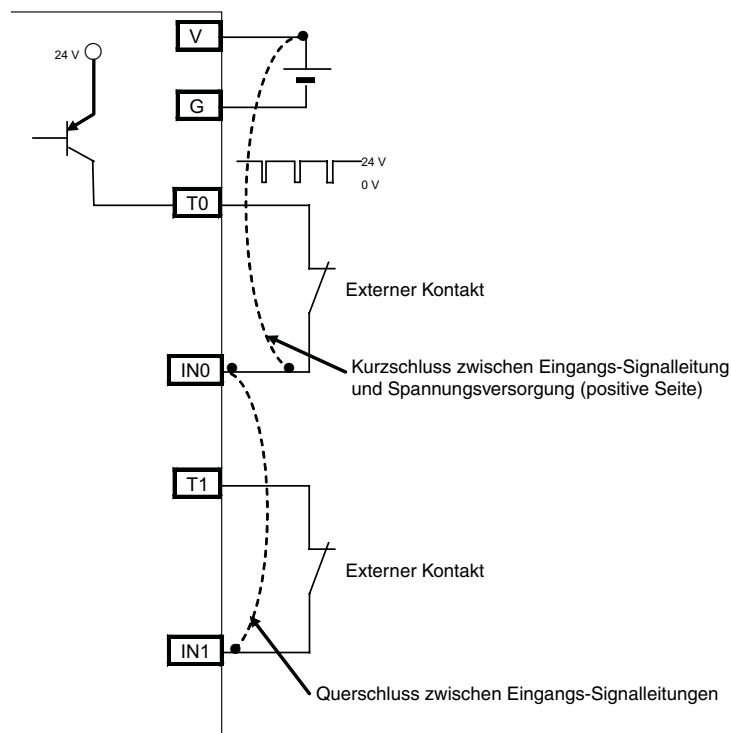 V
24 V
G
24 V
0 V
T0
Externer Kontakt
Kurzschluss zwischen Eingangs-Signalleitung
und Spannungsversorgung (positive Seite)
IN0
T1
Externer Kontakt
IN1
Querschluss zwischen Eingangs-Signalleitungen